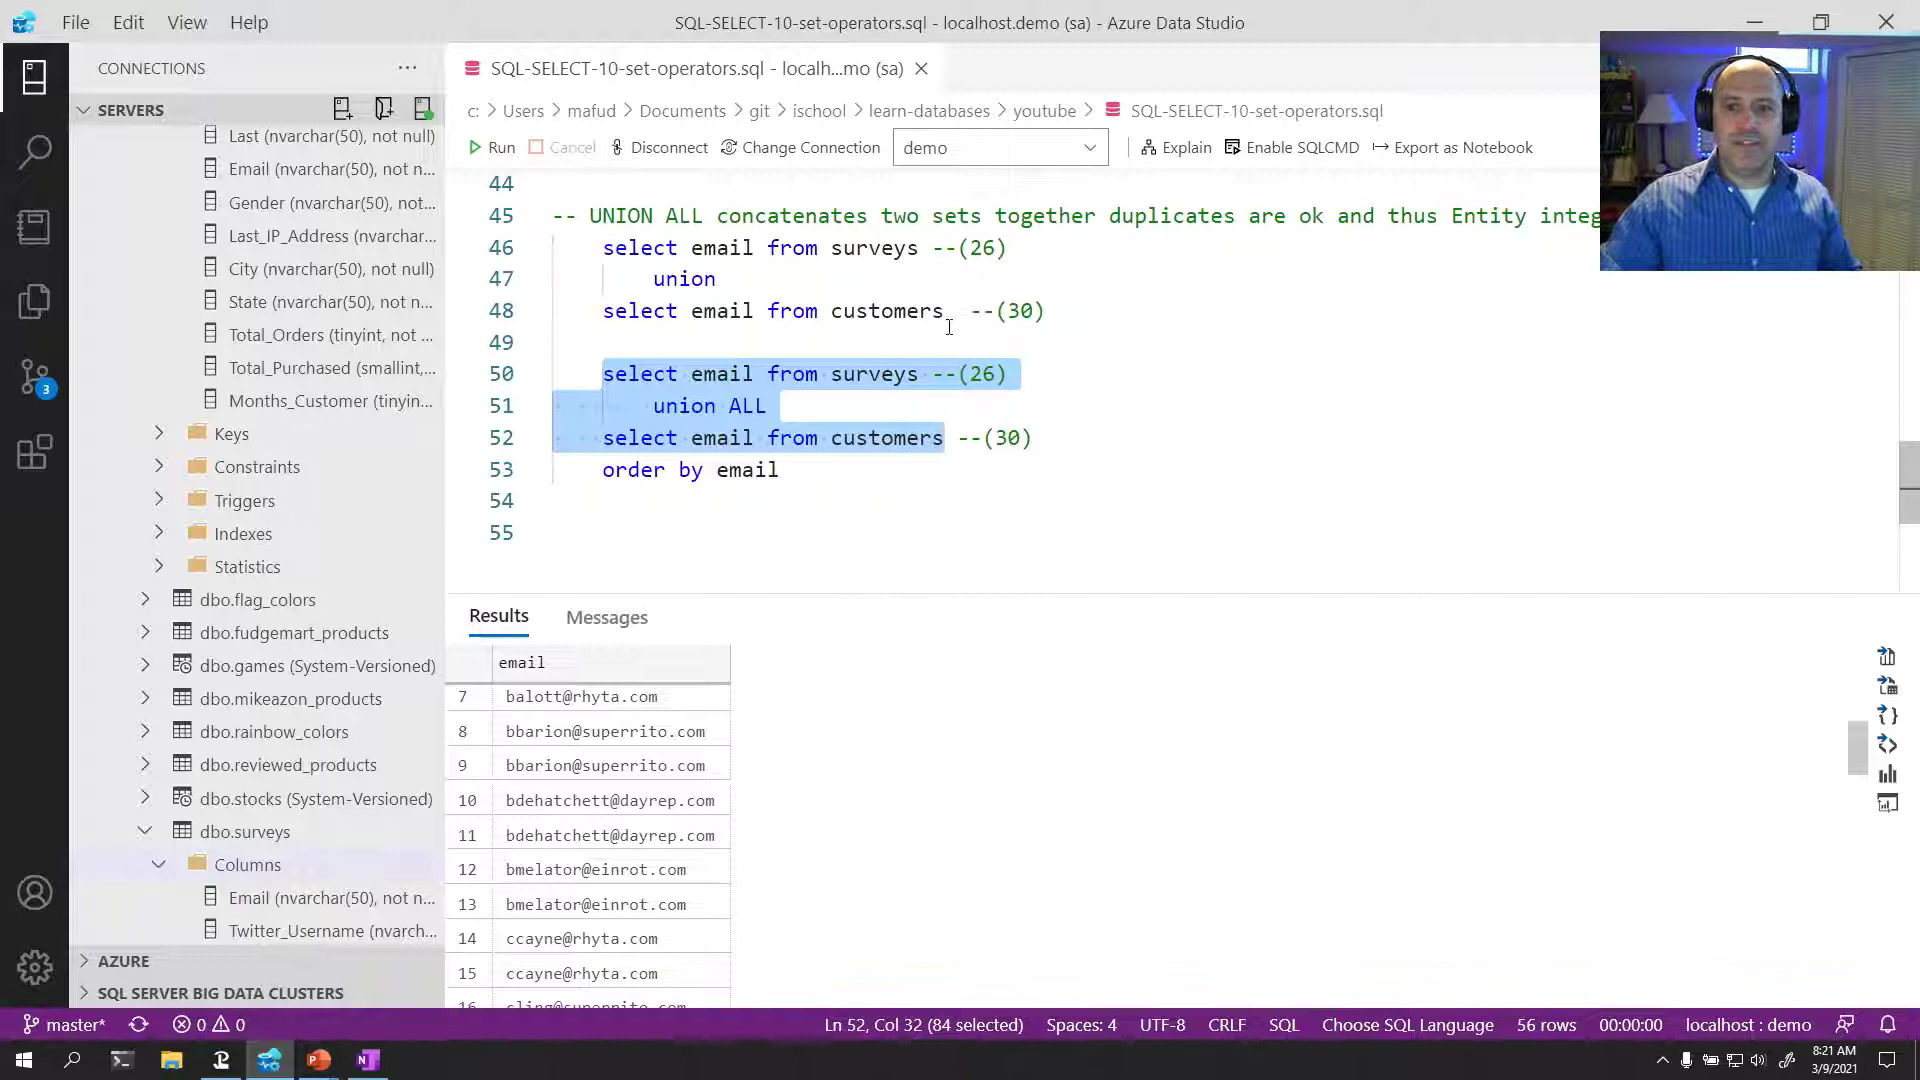 File Edit View Help
SQL-SELECT-10-set-operators.sql - localhost.demo (sa) - Azure Data Studio
CONNECTIONS
SERVERS
Last (nvarchar(50), not null)
Email (nvarchar(50), not n...
Gender (nvarchar(50), not n...
Last_IP_Address (nvarchar...
City (nvarchar(50), not null)
State (nvarchar(50), not n...
Total_Orders (tinyint, not ...
Total_Purchased (smallint,...
Months_Customer (tinyin...
Keys
Constraints
Triggers
Indexes
Statistics
dbo.flag_colors
dbo.fudgemart_products
dbo.games (System-Versioned)
dbo.mikeazon_products
dbo.rainbow_colors
dbo.reviewed_products
dbo.stocks (System-Versioned)
dbo.surveys
Columns
Email (nvarchar(50), not n...
Twitter_Username (nvarch...
AZURE
SQL SERVER BIG DATA CLUSTERS
3
SQL-SELECT-10-set-operators.sql - localh...mo (sa)
c: > Users > mafud > Documents > git > ischool > learn-databases > youtube > SQL-SELECT-10-set-operators.sql
Run Cancel Disconnect Change Connection demo Explain Enable SQLCMD Export as Notebook
44
45 -- UNION ALL concatenates two sets together duplicates are ok and thus Entity integ
46 select email from surveys --(26)
47 union
48 select email from customers --(30)
49
50 select email from surveys --(26)
51 union ALL
52 select email from customers --(30)
53 order by email
54
55
Results Messages
email
7 balott@rhyta.com
8 bbarion@superrito.com
9 bbarion@superrito.com
10 bdehatchett@dayrep.com
11 bdehatchett@dayrep.com
12 bmelator@einrot.com
13 bmelator@einrot.com
14 ccayne@rhyta.com
15 ccayne@rhyta.com
16 cling@superrito.com
master* 0 0 Ln 52, Col 32 (84 selected) Spaces: 4 UTF-8 CRLF SQL Choose SQL Language 56 rows 00:00:00 localhost : demo
8:21 AM
3/9/2021